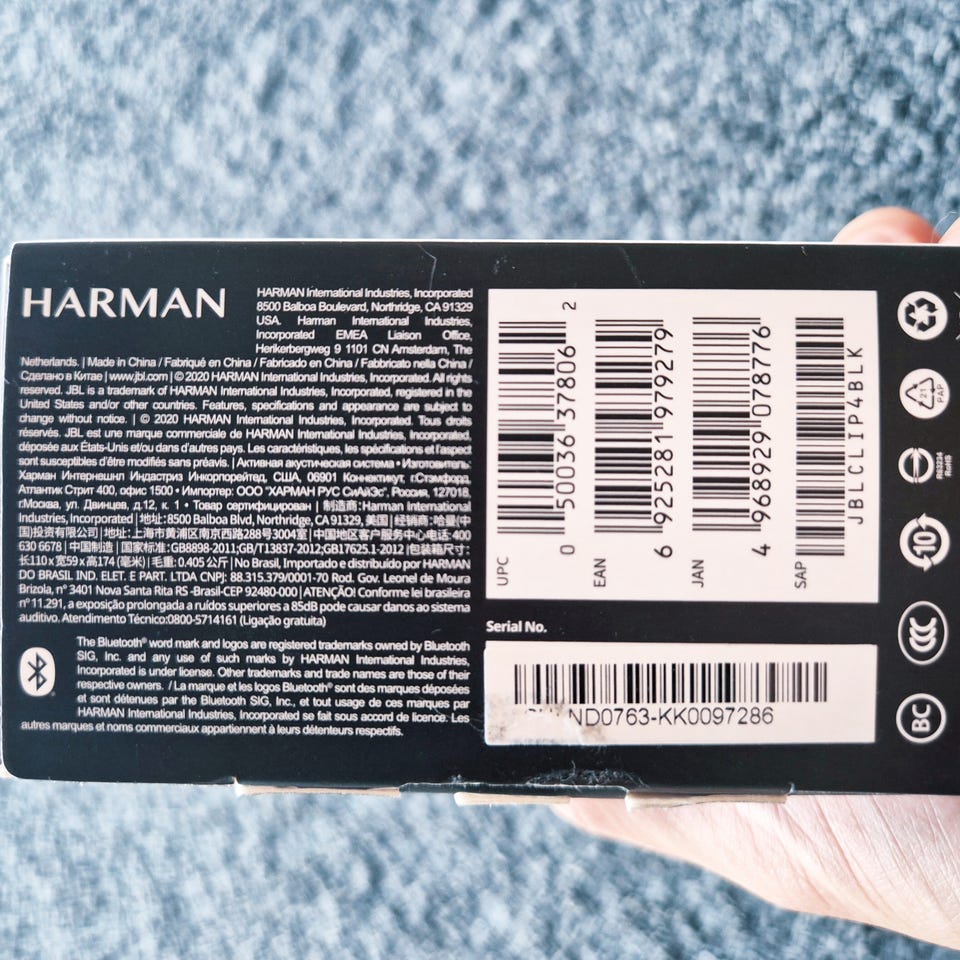 HARMAN
HARMAN International Industries, Incorporated
8500 Balboa Boulevard, Northridge, CA 91329
USA. Harman International Industries,
Incorporated EMEA Liaison Office,
Herikerbergweg 9 1101 CN Amsterdam, The
Netherlands. | Made in China / Fabriqué en China / Fabricado en China / Fabbricato nella China /
Сделано в Китае | www.jbl.com | © 2020 HARMAN International Industries, Incorporated. All rights
reserved. JBL is a trademark of HARMAN International Industries, Incorporated, registered in the
United States and/or other countries. Features, specifications and appearance are subject to
change without notice. | © 2020 HARMAN International Industries, Incorporated. Tous droits
réservés. JBL est une marque commerciale de HARMAN International Industries, Incorporated,
déposée aux États-Unis et/ou dans d'autres pays. Les caractéristiques, les spécifications et l'aspect
sont susceptibles d'être modifiés sans préavis. | Активная акустическая система • Изготовитель:
Харман Интернешнл Индастриз Инкорпорейтед, США, 06901 Коннектикут, г.Стэмфорд,
Атлантик Стрит 400, офис 1500 • Импортер: ООО "ХАРМАН РУС СиАйЭс", Россия, 127018,
г.Москва, ул. Двинцев, д.12, к. 1 • Товар сертифицирован | 制造商: Harman International
Industries, Incorporated | 地址: 8500 Balboa Blvd, Northridge, CA 91329, 美国 | 经销商: 哈曼(中
国)投资有限公司 | 地址: 上海市黄浦区南京西路288号3004室 | 中国地区客户服务中心电话: 400
630 6678 | 中国制造 | 国家标准: GB8898-2011;GB/T13837-2012;GB17625.1-2012 | 包装箱尺寸:
长110 x 宽59 x 高174 (毫米) | 毛重: 0.405 公斤 | No Brasil, Importado e distribuído por HARMAN
DO BRASIL IND. ELET. E PART. LTDA CNPJ: 88.315.379/0001-70 Rod. Gov. Leonel de Moura
Brizola, n° 3401 Nova Santa Rita RS -Brasil-CEP 92480-000 | ATENÇÃO! Conforme lei brasileira
n° 11.291, a exposição prolongada a ruídos superiores a 85dB pode causar danos ao sistema
auditivo. Atendimento Técnico:0800-5714161 (Ligação gratuita)
The Bluetooth® word mark and logos are registered trademarks owned by Bluetooth
SIG, Inc. and any use of such marks by HARMAN International Industries,
Incorporated is under license. Other trademarks and trade names are those of their
respective owners. / La marque et les logos Bluetooth® sont des marques déposées
et sont détenues par the Bluetooth SIG, Inc., et tout usage de ces marques par
HARMAN International Industries, Incorporated se fait sous accord de licence. Les
autres marques et noms commerciaux appartiennent à leurs détenteurs respectifs.
UPC
0 50036 37806 2
EAN
6 925281 979279
JAN
4 968929 078776
SAP
JBLCLIP4BLK
Serial No.
ND0763-KK0097286
21
PAP
R63234
RoHS
10
CCC
BC